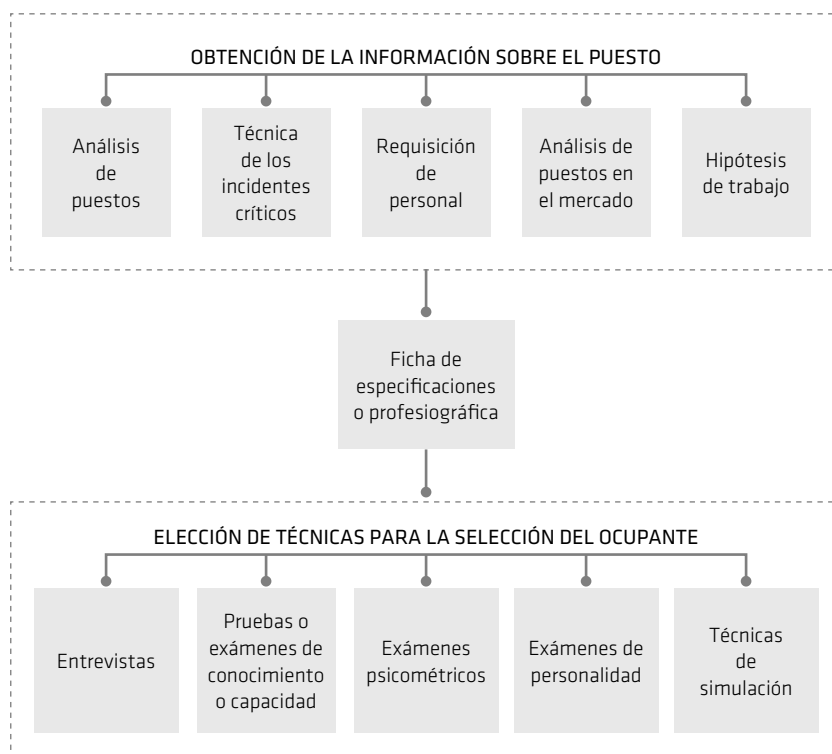 OBTENCIÓN DE LA INFORMACIÓN SOBRE EL PUESTO
Análisis
de
puestos
Técnica
de los
incidentes
críticos
Requisición
de
personal
Análisis de
puestos en
el mercado
Hipótesis
de trabajo
Ficha de
especificaciones
o profesiográfica
ELECCIÓN DE TÉCNICAS PARA LA SELECCIÓN DEL OCUPANTE
Entrevistas
Pruebas o
exámenes de
conocimiento
o capacidad
Exámenes
psicométricos
Exámenes de
personalidad
Técnicas
de
simulación